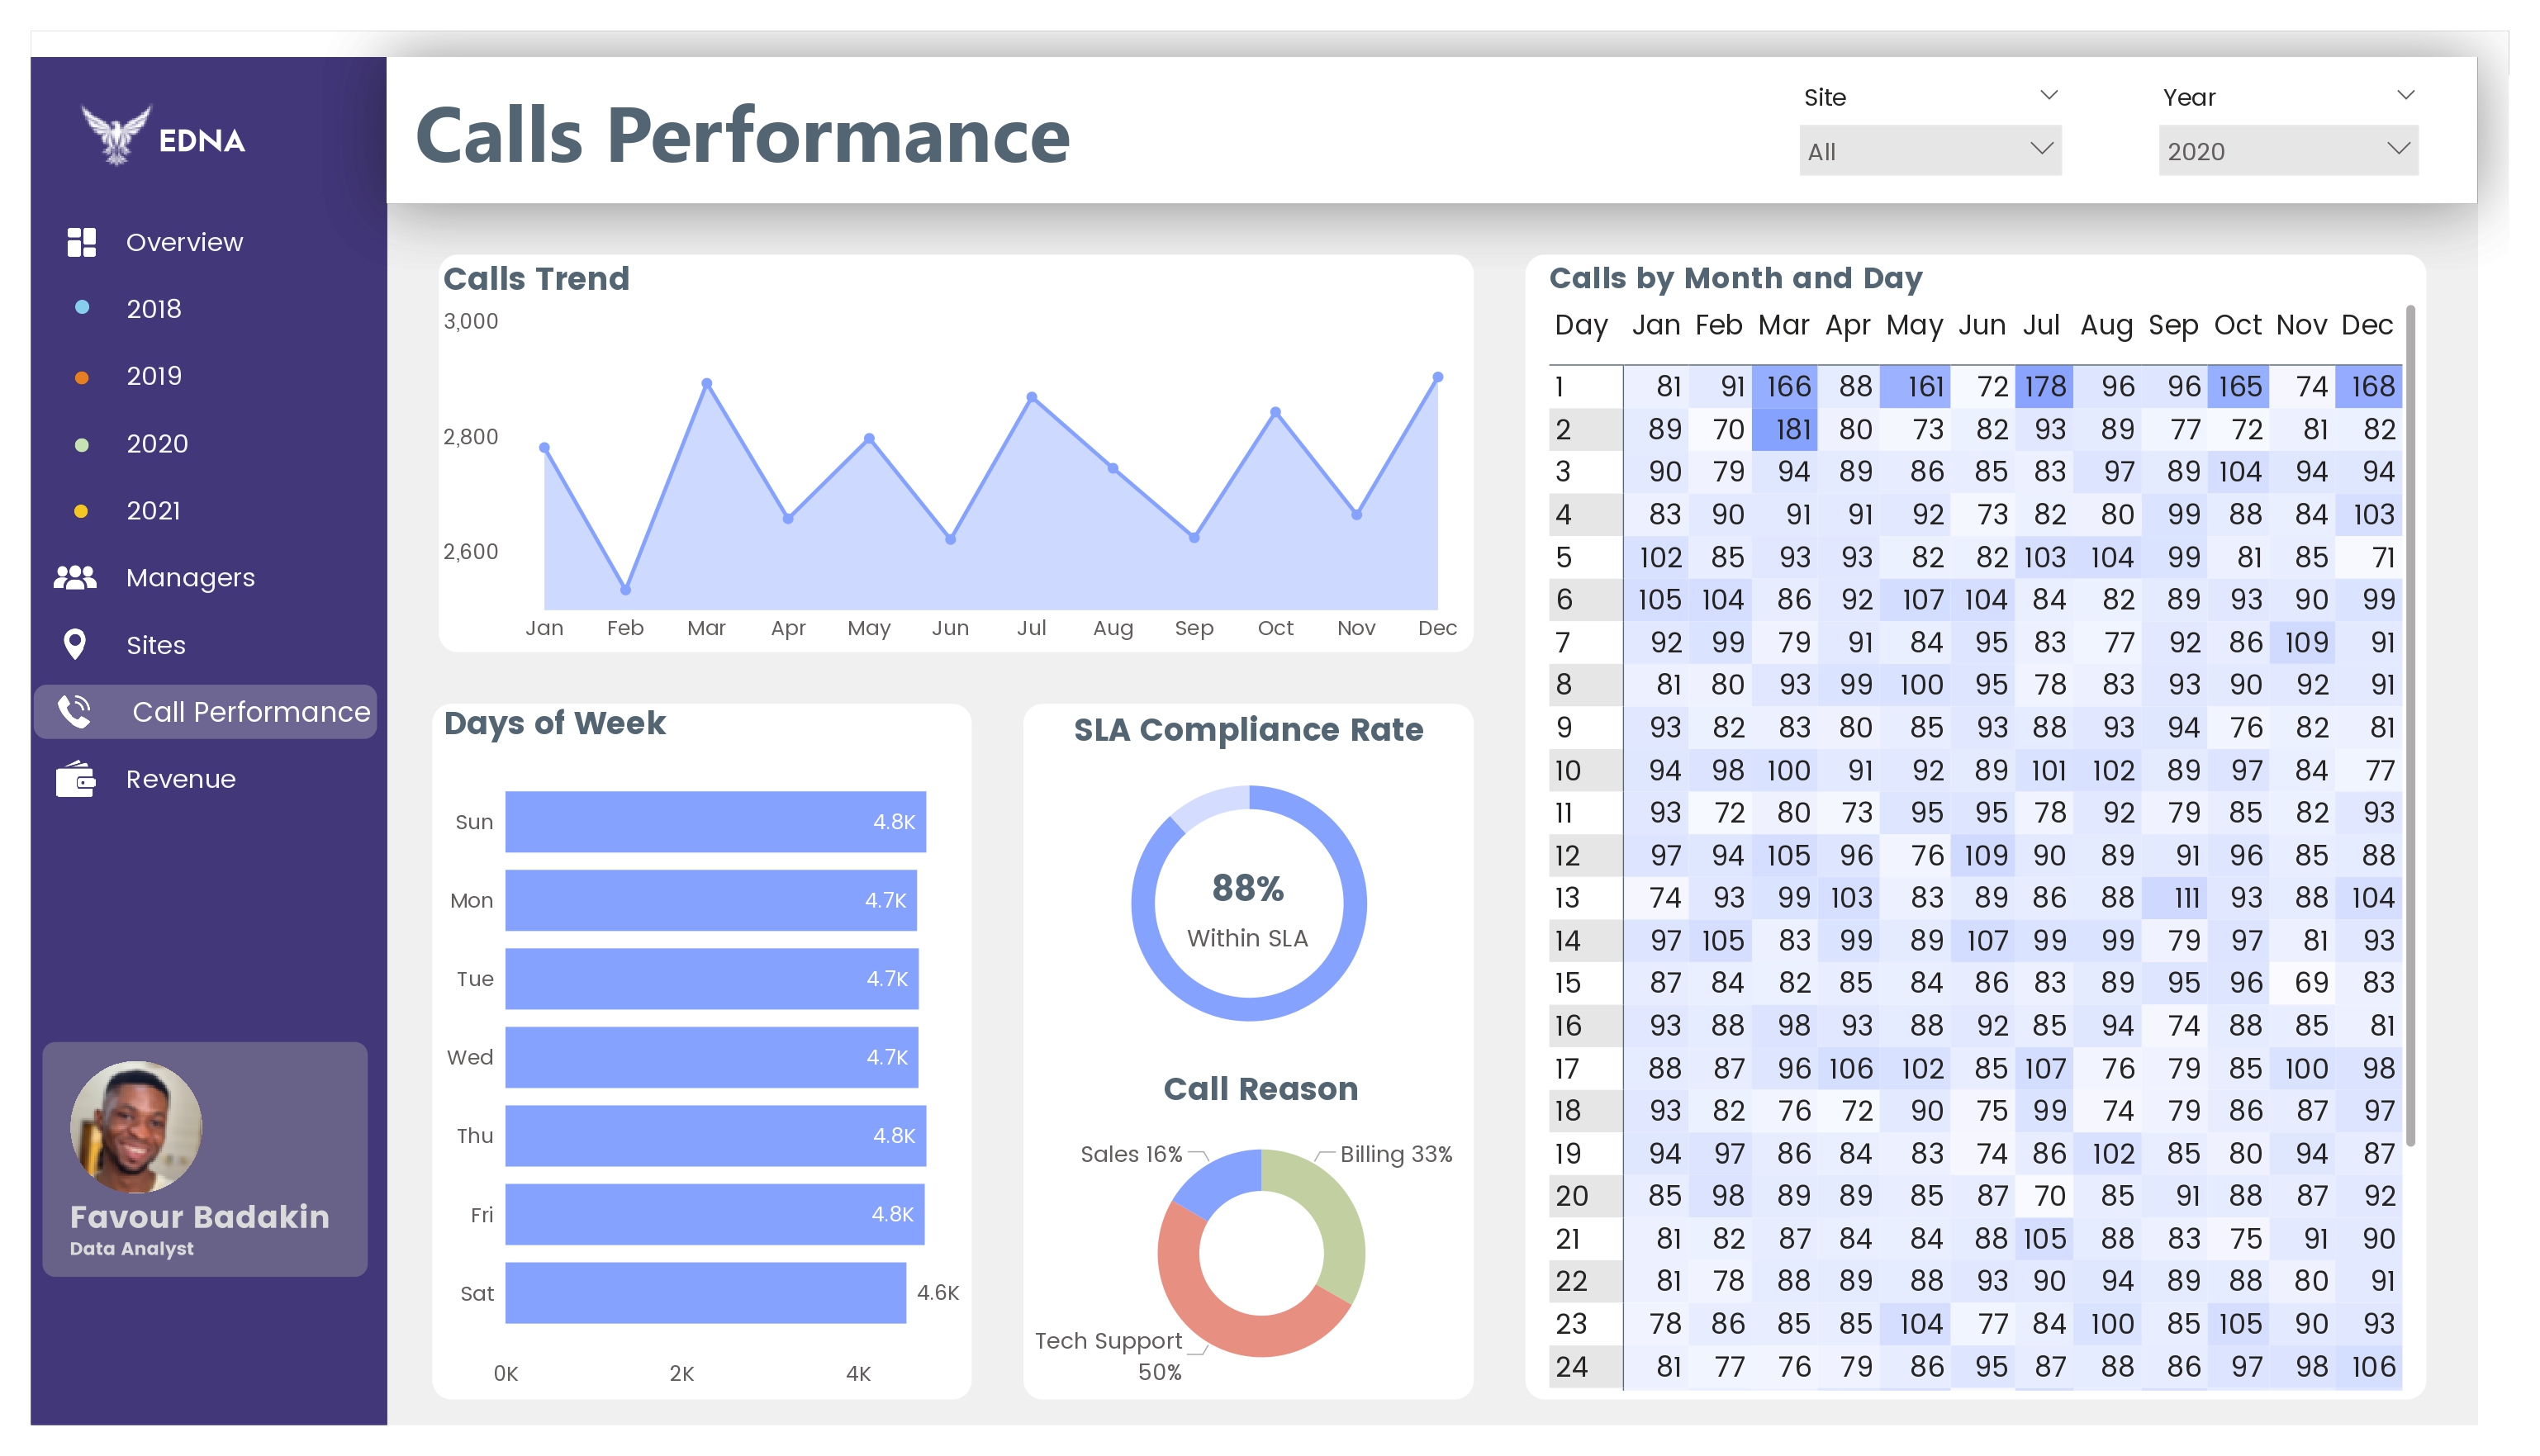 EDNA
Overview
2018
2019
2020
2021
Managers
Sites
Call Performance
Revenue
Favour Badakin
Data Analyst
Calls Performance
Site
All
Year
2020
Calls Trend
3,000
2,800
2,600
Jan Feb Mar Apr May Jun Jul Aug Sep Oct Nov Dec
Days of Week
Sun 4.8K
Mon 4.7K
Tue 4.7K
Wed 4.7K
Thu 4.8K
Fri 4.8K
Sat 4.6K
0K 2K 4K
SLA Compliance Rate
88%
Within SLA
Call Reason
Sales 16% Billing 33%
Tech Support
50%
Calls by Month and Day
Day Jan Feb Mar Apr May Jun Jul Aug Sep Oct Nov Dec
1 81 91 166 88 161 72 178 96 96 165 74 168
2 89 70 181 80 73 82 93 89 77 72 81 82
3 90 79 94 89 86 85 83 97 89 104 94 94
4 83 90 91 91 92 73 82 80 99 88 84 103
5 102 85 93 93 82 82 103 104 99 81 85 71
6 105 104 86 92 107 104 84 82 89 93 90 99
7 92 99 79 91 84 95 83 77 92 86 109 91
8 81 80 93 99 100 95 78 83 93 90 92 91
9 93 82 83 80 85 93 88 93 94 76 82 81
10 94 98 100 91 92 89 101 102 89 97 84 77
11 93 72 80 73 95 95 78 92 79 85 82 93
12 97 94 105 96 76 109 90 89 91 96 85 88
13 74 93 99 103 83 89 86 88 111 93 88 104
14 97 105 83 99 89 107 99 99 79 97 81 93
15 87 84 82 85 84 86 83 89 95 96 69 83
16 93 88 98 93 88 92 85 94 74 88 85 81
17 88 87 96 106 102 85 107 76 79 85 100 98
18 93 82 76 72 90 75 99 74 79 86 87 97
19 94 97 86 84 83 74 86 102 85 80 94 87
20 85 98 89 89 85 87 70 85 91 88 87 92
21 81 82 87 84 84 88 105 88 83 75 91 90
22 81 78 88 89 88 93 90 94 89 88 80 91
23 78 86 85 85 104 77 84 100 85 105 90 93
24 81 77 76 79 86 95 87 88 86 97 98 106